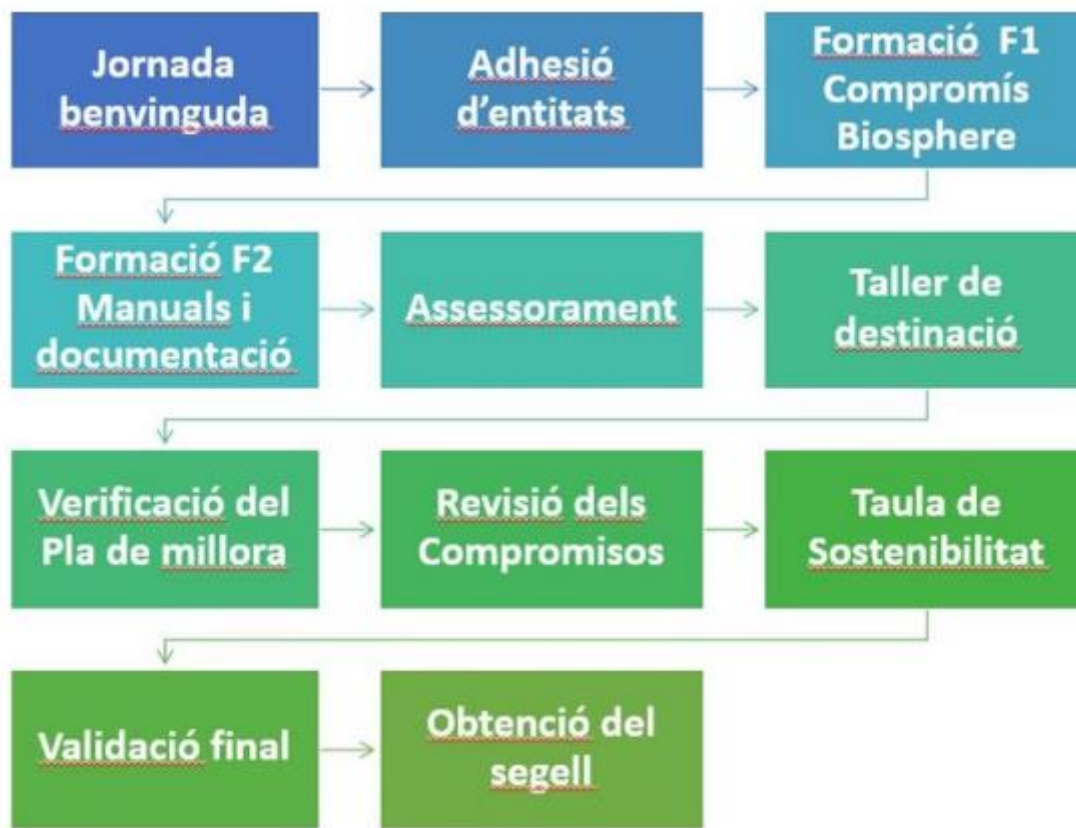 Jornada
benvinguda
Adhesió
d’entitats
Formació F1
Compromís
Biosphere
Formació F2
Manuals i
documentació
Assessorament
Taller de
destinació
Verificació del
Pla de millora
Revisió dels
Compromisos
Taula de
Sostenibilitat
Validació final
Obtenció del
segell